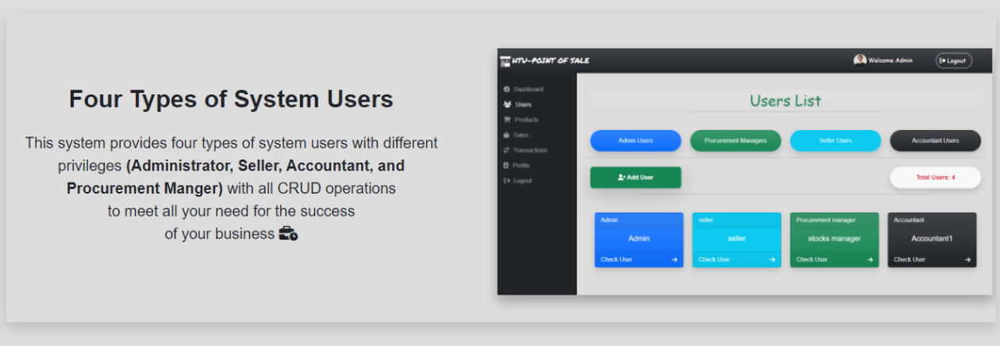 Four Types of System Users
This system provides four types of system users with different
privileges (Administrator, Seller, Accountant, and
Procurement Manger) with all CRUD operations
to meet all your need for the success
of your business
HTU-POINT OF SALE
Welcome Admin
Logout
Dashboard
Users
Products
Sales
Transactions
Profile
Logout
Users List
Admin Users
Procurement Managers
Seller Users
Accountant Users
Add User
Total Users: 4
Admin
Admin
Check User
seller
seller
Check User
Procurement manager
stocks manager
Check User
Accountant
Accountant1
Check User